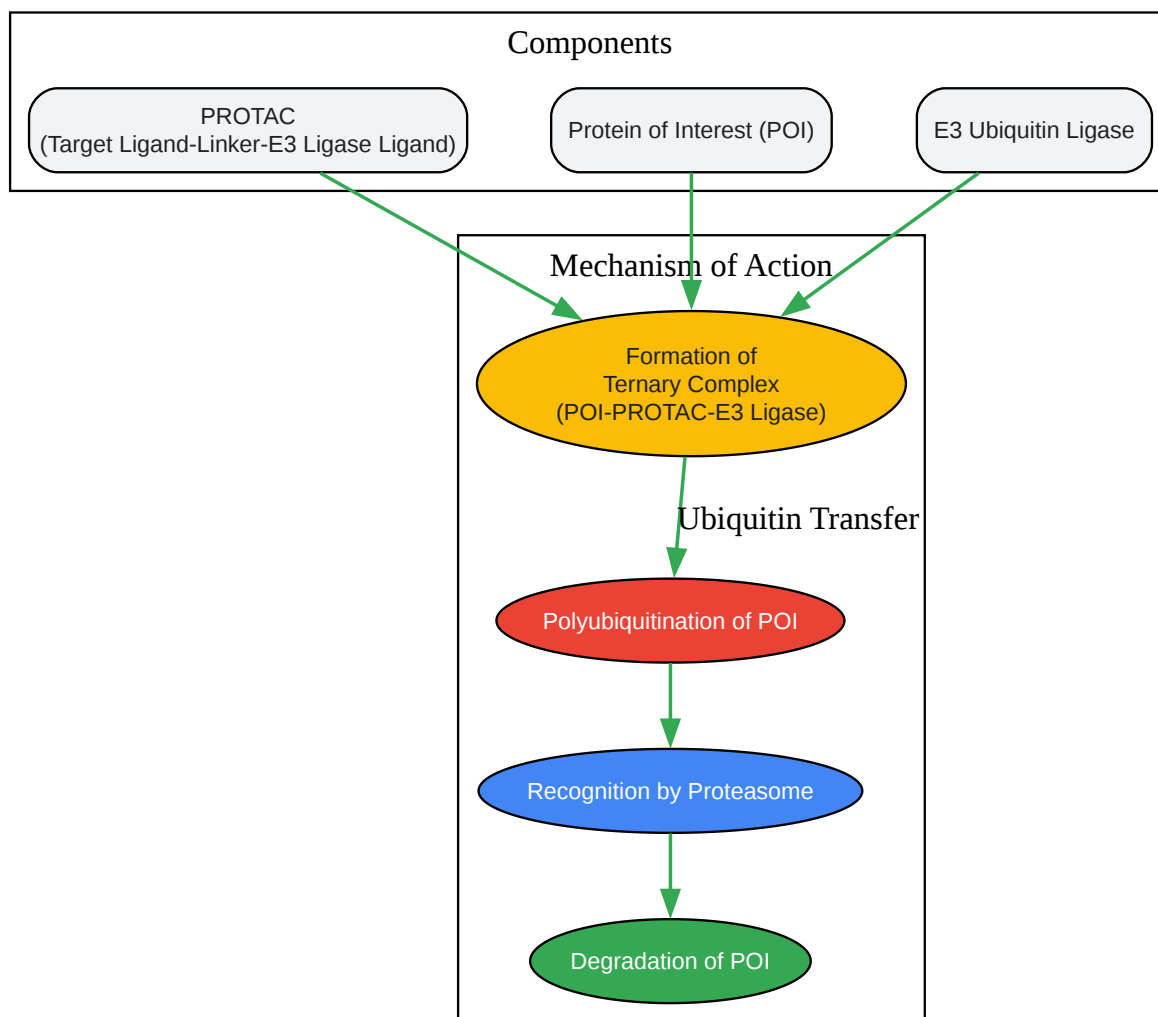 Components
PROTAC
(Target Ligand-Linker-E3 Ligase Ligand)
Protein of Interest (POI)
E3 Ubiquitin Ligase
Mechanism of Action
Formation of
Ternary Complex
(POI-PROTAC-E3 Ligase)
Ubiquitin Transfer
Polyubiquitination of POI
Recognition by Proteasome
Degradation of POI